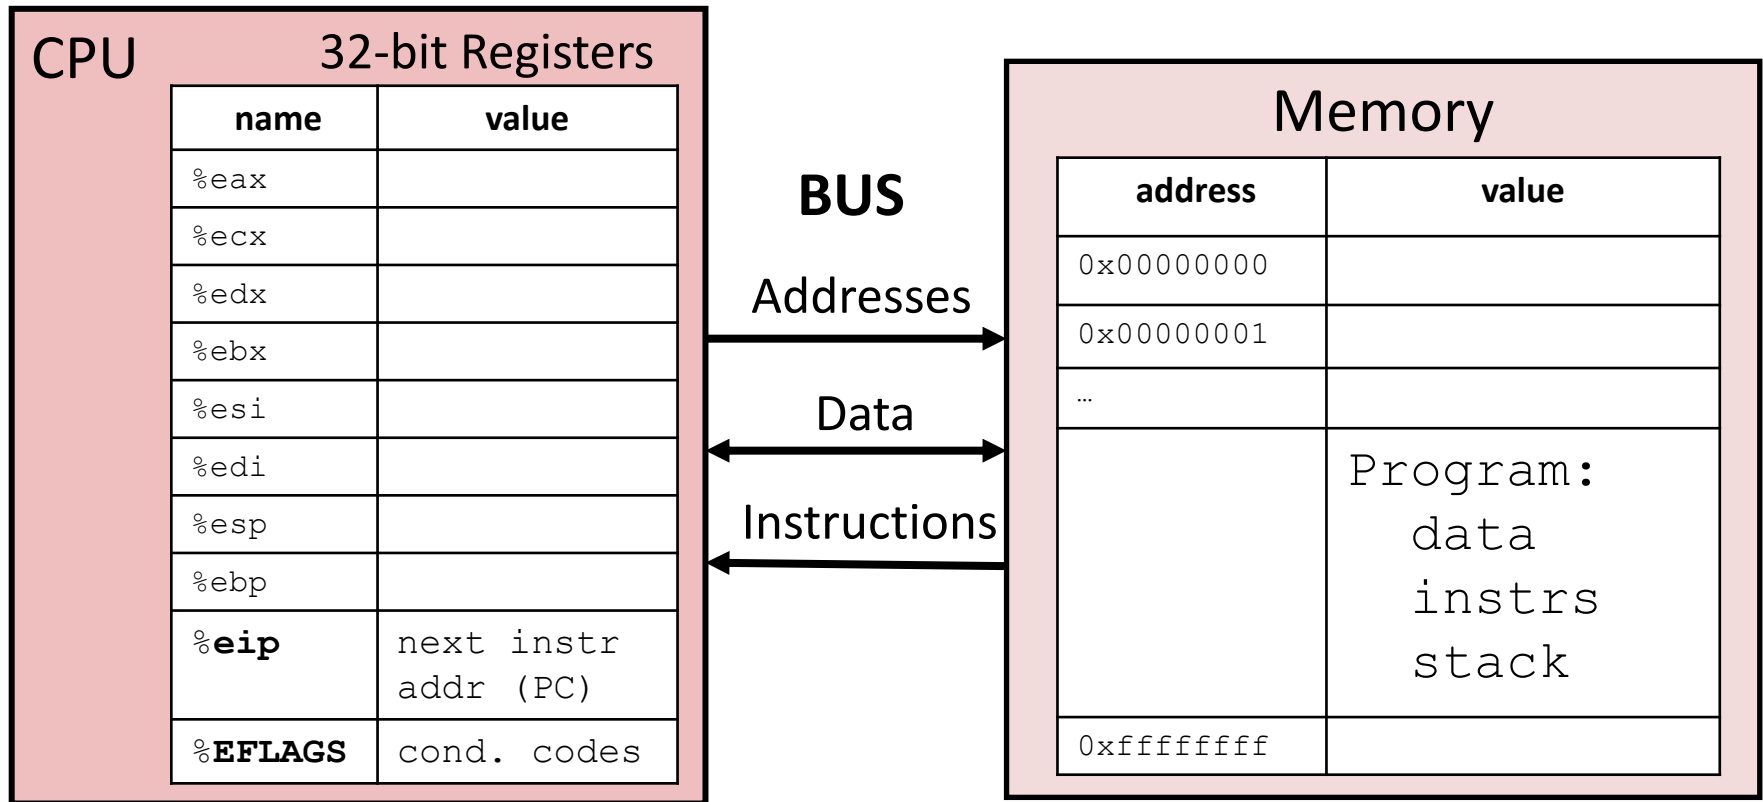 CPU
32-bit Registers
name value
%eax
%ecx
%edx
%ebx
%esi
%edi
%esp
%ebp
%eip next instr
addr (PC)
%EFLAGS cond. codes
BUS
Addresses
Data
Instructions
Memory
address value
0x00000000
0x00000001
…
Program:
data
instrs
stack
0xffffffff